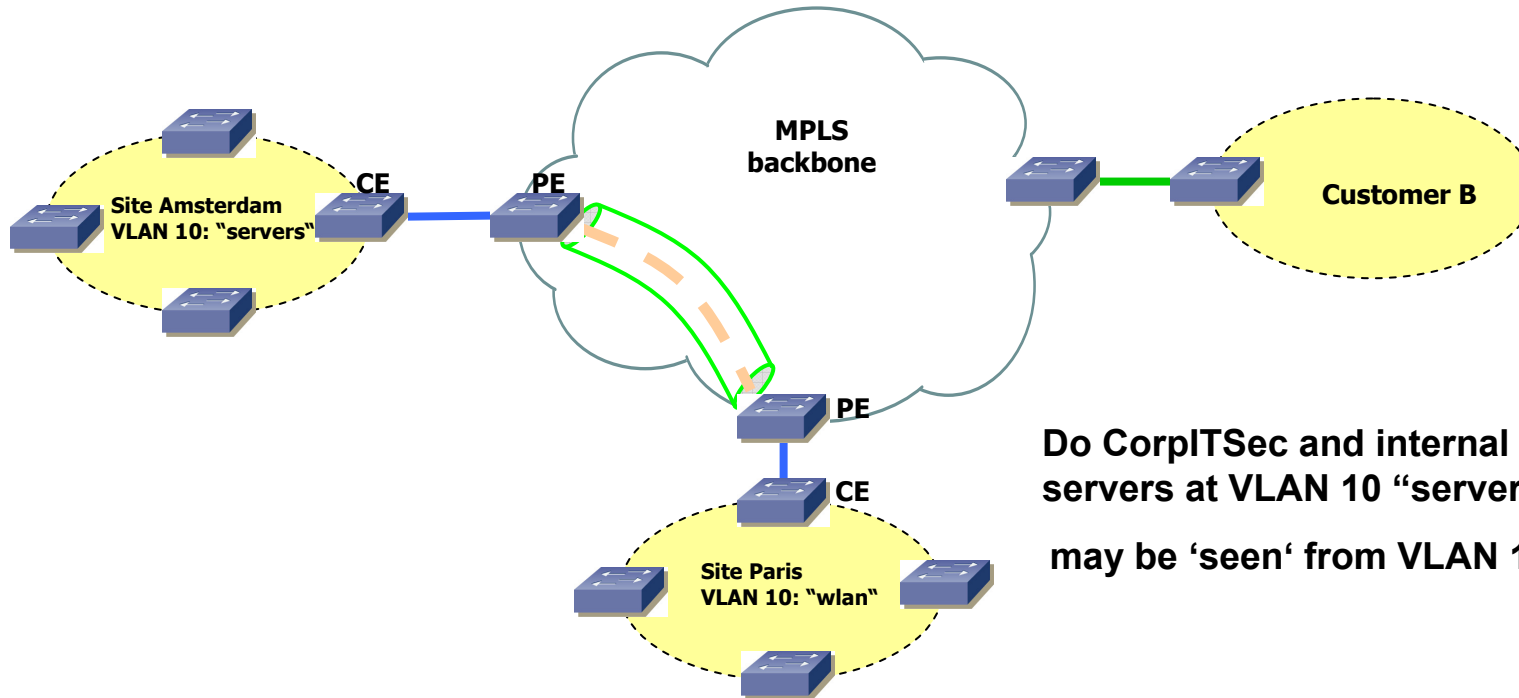 MPLS
backbone
CE
PE
Site Amsterdam
VLAN 10: “servers“
Customer B
PE
CE
Site Paris
VLAN 10: “wlan“
Do CorpITSec and internal
servers at VLAN 10 “server
may be ‘seen‘ from VLAN 1